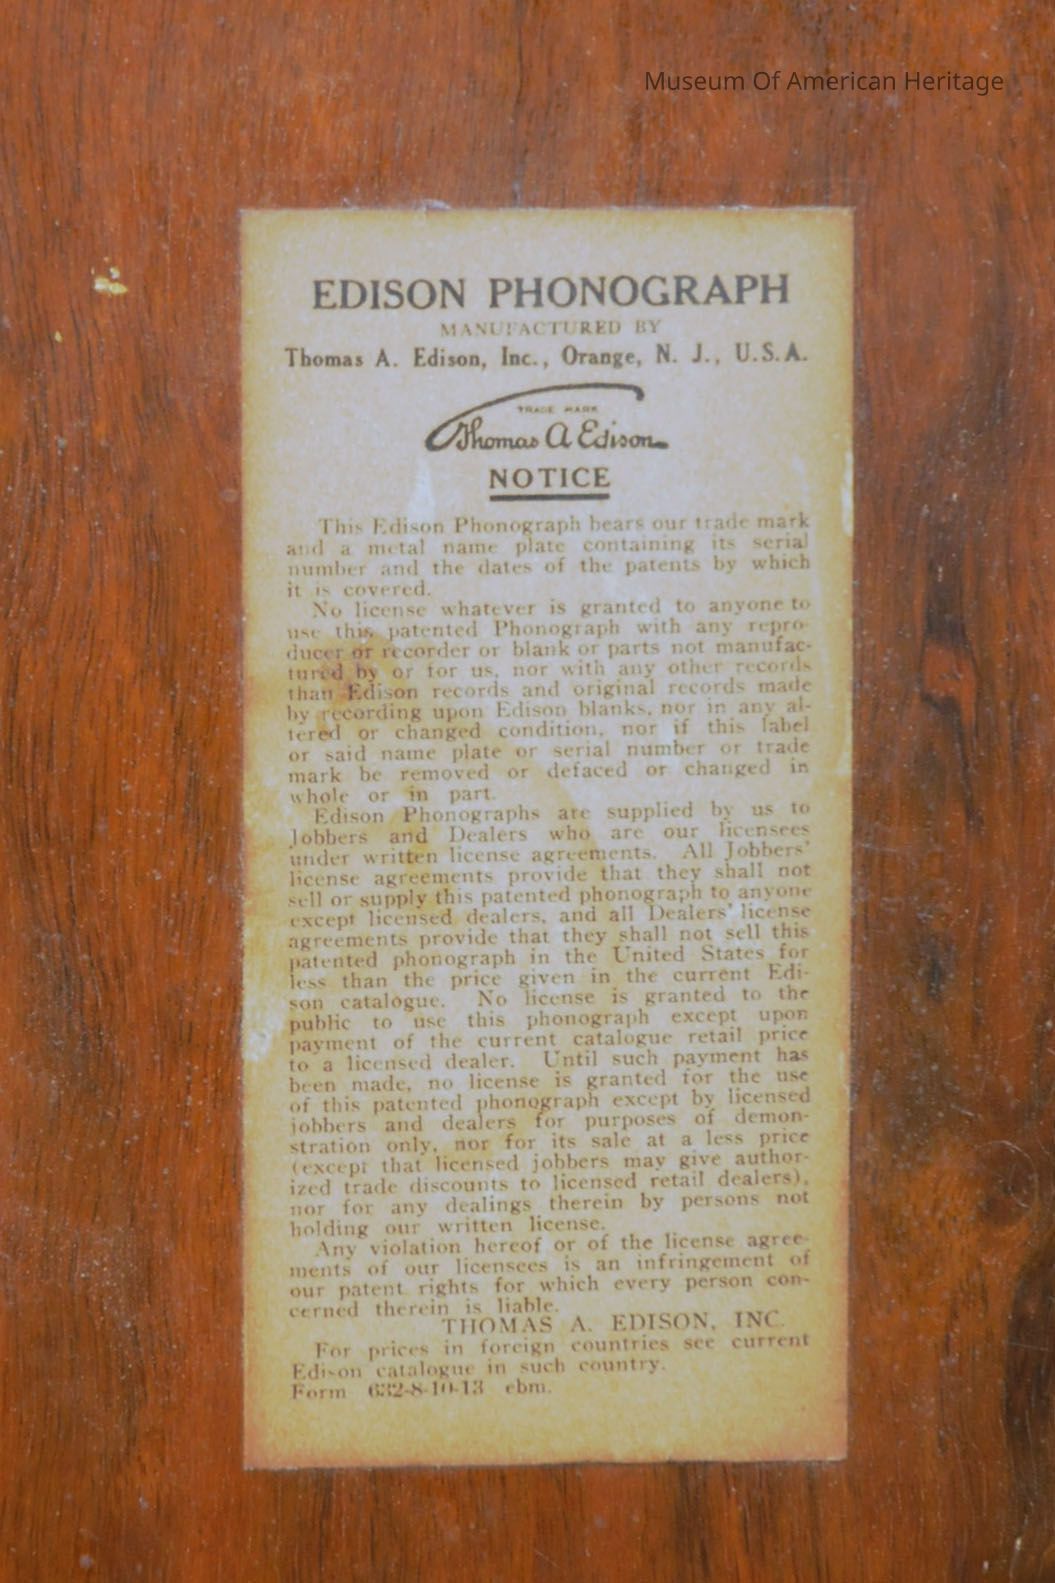 Museum Of American Heritage
EDISON PHONOGRAPH
MANUFACTURED BY
Thomas A. Edison, Inc., Orange, N. J., U.S.A.
TRADE MARK
Thomas A Edison
NOTICE
This Edison Phonograph bears our trade mark
and a metal name plate containing its serial
number and the dates of the patents by which
it is covered.
No license whatever is granted to anyone to
use this patented Phonograph with any repro-
ducer or recorder or blank or parts not manufac-
tured by or for us, nor with any other records
than Edison records and original records made
by recording upon Edison blanks, nor in any al-
tered or changed condition, nor if this label
or said name plate or serial number or trade
mark be removed or defaced or changed in
whole or in part.
Edison Phonographs are supplied by us to
Jobbers and Dealers who are our licensees
under written license agreements. All Jobbers'
license agreements provide that they shall not
sell or supply this patented phonograph to anyone
except licensed dealers, and all Dealers' license
agreements provide that they shall not sell this
patented phonograph in the United States for
less than the price given in the current Edi-
son catalogue. No license is granted to the
public to use this phonograph except upon
payment of the current catalogue retail price
to a licensed dealer. Until such payment has
been made, no license is granted for the use
of this patented phonograph except by licensed
jobbers and dealers for purposes of demon-
stration only, nor for its sale at a less price
(except that licensed jobbers may give author-
ized trade discounts to licensed retail dealers),
nor for any dealings therein by persons not
holding our written license.
Any violation hereof or of the license agree-
ments of our licensees is an infringement of
our patent rights for which every person con-
cerned therein is liable.
THOMAS A. EDISON, INC.
For prices in foreign countries see current
Edison catalogue in such country.
Form 632-8-10-13 ebm.